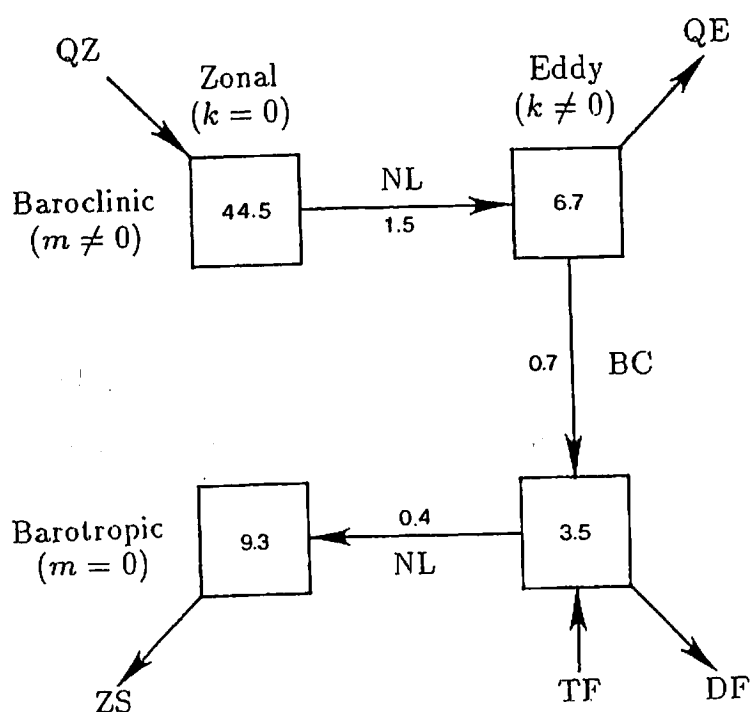 QZ
QE
Zonal
(k = 0)
Eddy
(k ≠ 0)
Baroclinic
(m ≠ 0)
44.5
NL
1.5
6.7
0.7
BC
Barotropic
(m = 0)
9.3
0.4
NL
3.5
ZS
TF
DF